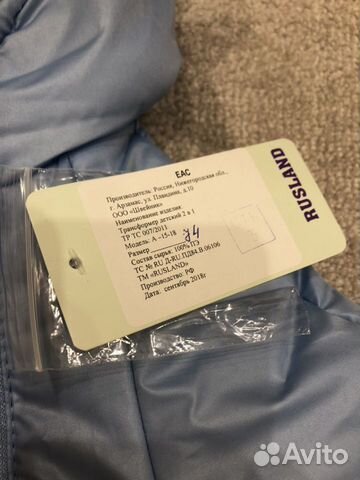 EAC
Производитель: Россия, Нижегородская обл.,
г. Арзамас, ул. Пландина, д.10
ООО «Швейник»
Наименование изделия:
Трансформер детский 2 в 1
ТР ТС 007/2011
Модель: А –15-18
Размер 74
Состав сырья: 100% ПЭ
ТС № RU Д-RU.ПД84.В.06106
ТМ «RUSLAND»
Производство: РФ
Дата: сентябрь 2018г
RUSLAND
Avito